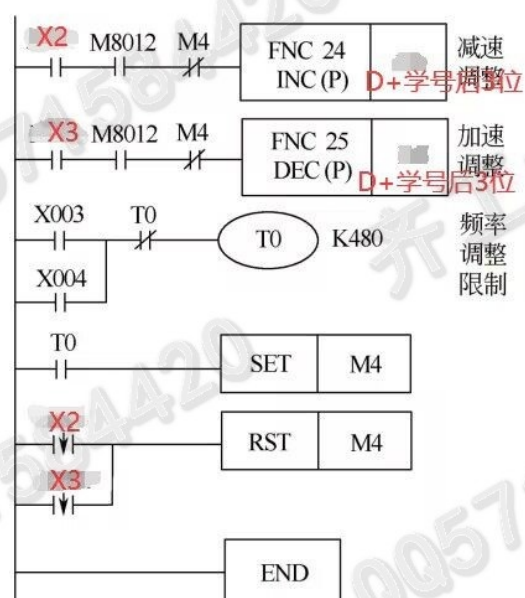 X2 M8012 M4 FNC 24 INC (P) 减速调整
D+学号后3位
X3 M8012 M4 FNC 25 DEC (P) 加速调整
D+学号后3位
X003 T0 T0 K480 频率调整限制
X004
T0 SET M4
X2 RST M4
X3
END